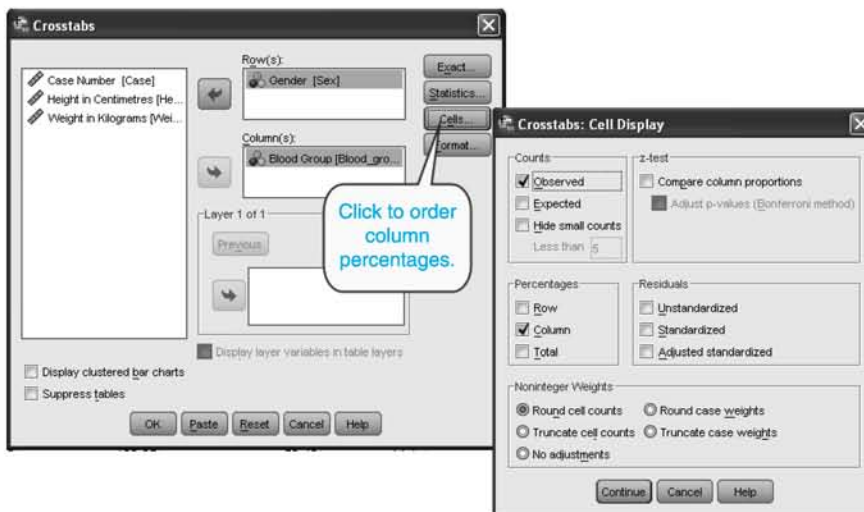 Crosstabs
Case Number [Case]
Height in Centimetres [He...
Weight in Kilograms [Wei...
Row(s):
Gender [Sex]
Column(s):
Blood Group [Blood_gro...
Layer 1 of 1
Previous
Display layer variables in table layers
Exact...
Statistics...
Cells...
Format...
Click to order
column
percentages.
Display clustered bar charts
Suppress tables
OK Paste Reset Cancel Help
Crosstabs: Cell Display
Counts
Observed
Expected
Hide small counts
Less than 5
z-test
Compare column proportions
Adjust p-values (Bonferroni method)
Percentages
Row
Column
Total
Residuals
Unstandardized
Standardized
Adjusted standardized
Noninteger Weights
Round cell counts Round case weights
Truncate cell counts Truncate case weights
No adjustments
Continue Cancel Help